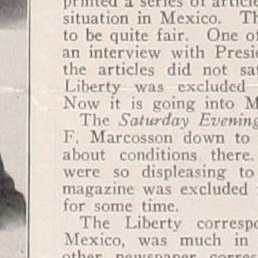 printed a series of article
situation in Mexico. Th
to be quite fair. One of
an interview with Presi
the articles did not sat
Liberty was excluded
Now it is going into M
The Saturday Evening
F. Marcosson down to
about conditions there.
were so displeasing to
magazine was excluded
for some time.
The Liberty correspo
Mexico, was much in
other newspaper corres